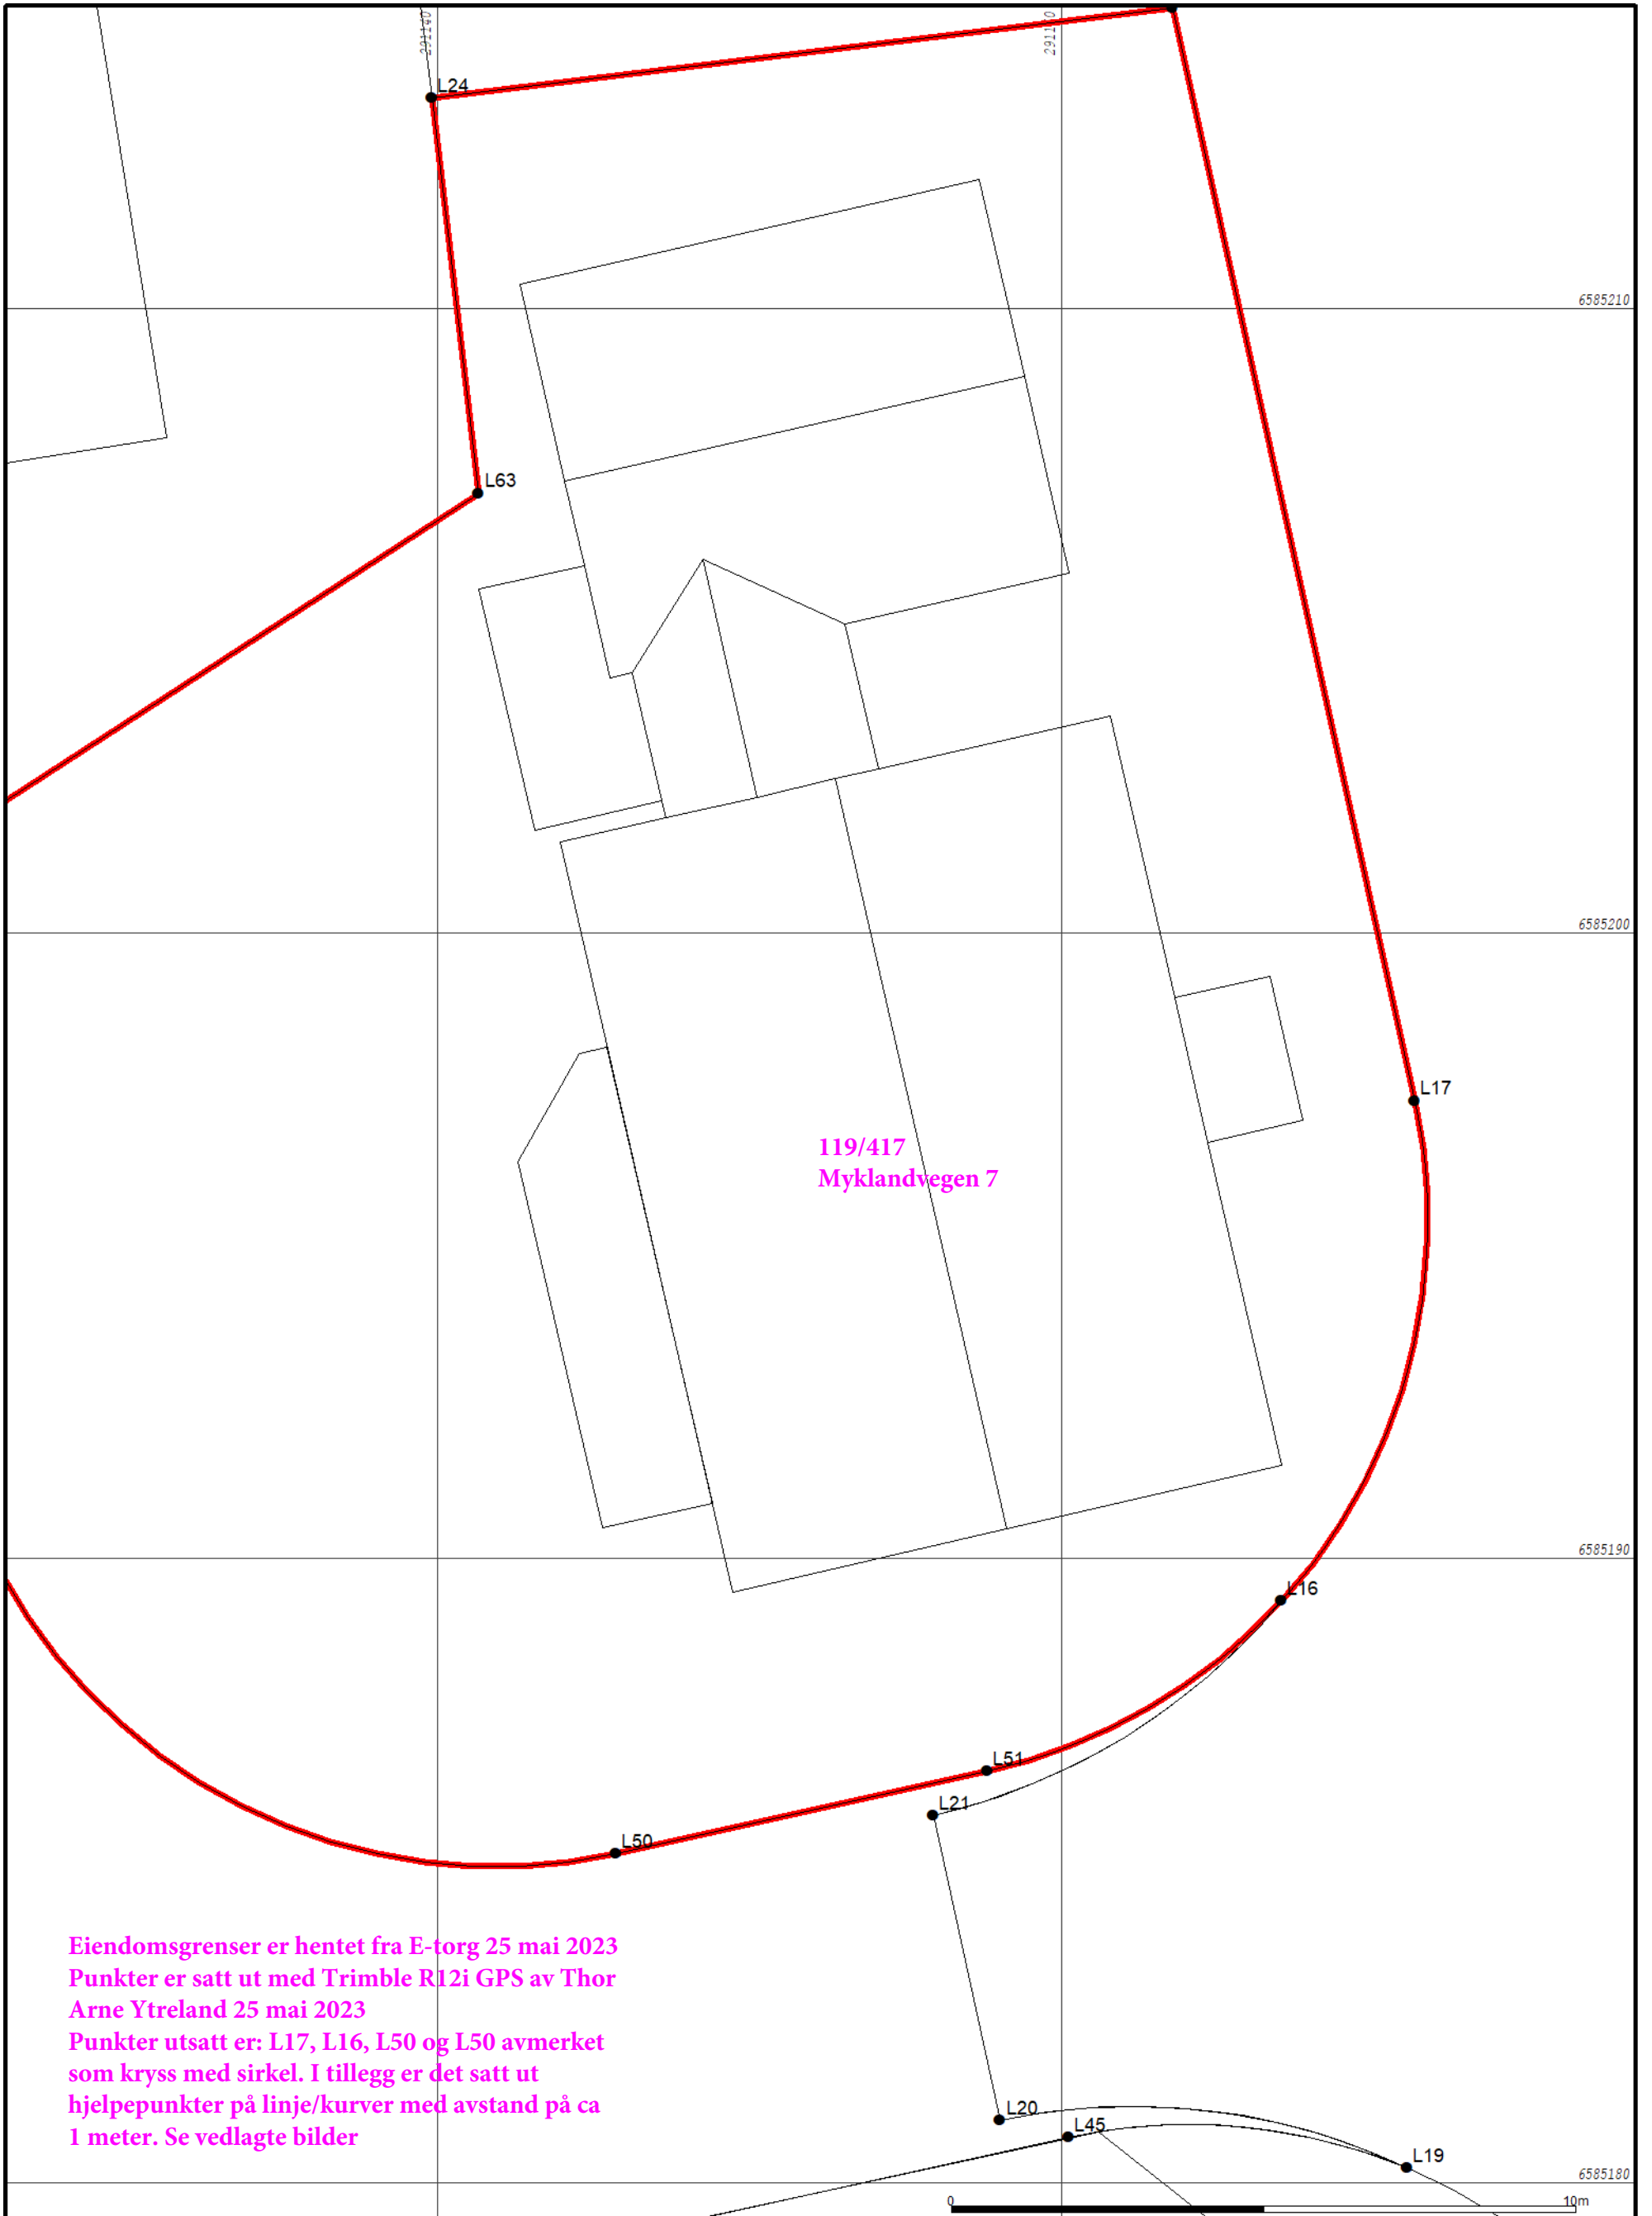 291140
L24
6585210
L63
6585200
L17
119/417
Myklandvegen 7
6585190
L16
L51
L21
L50
Eiendomsgrenser er hentet fra E-torg 25 mai 2023
Punkter er satt ut med Trimble R12i GPS av Thor
Arne Ytreland 25 mai 2023
Punkter utsatt er: L17, L16, L50 og L50 avmerket
som kryss med sirkel. I tillegg er det satt ut
hjelpepunkter på linje/kurver med avstand på ca
1 meter. Se vedlagte bilder
L20
L45
L19
6585180
0
10m